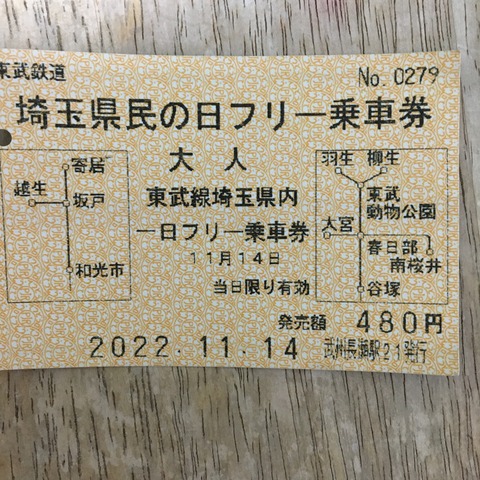 東武鉄道
No.0279
埼玉県民の日フリー乗車券
大人
東武線埼玉県内
一日フリー乗車券
11月14日
当日限り有効
寄居
越生
坂戸
和光市
羽生
柳生
東武
動物公園
大宮
春日部
南桜井
谷塚
発売額 480円
2022.11.14
武州長瀬駅21発行